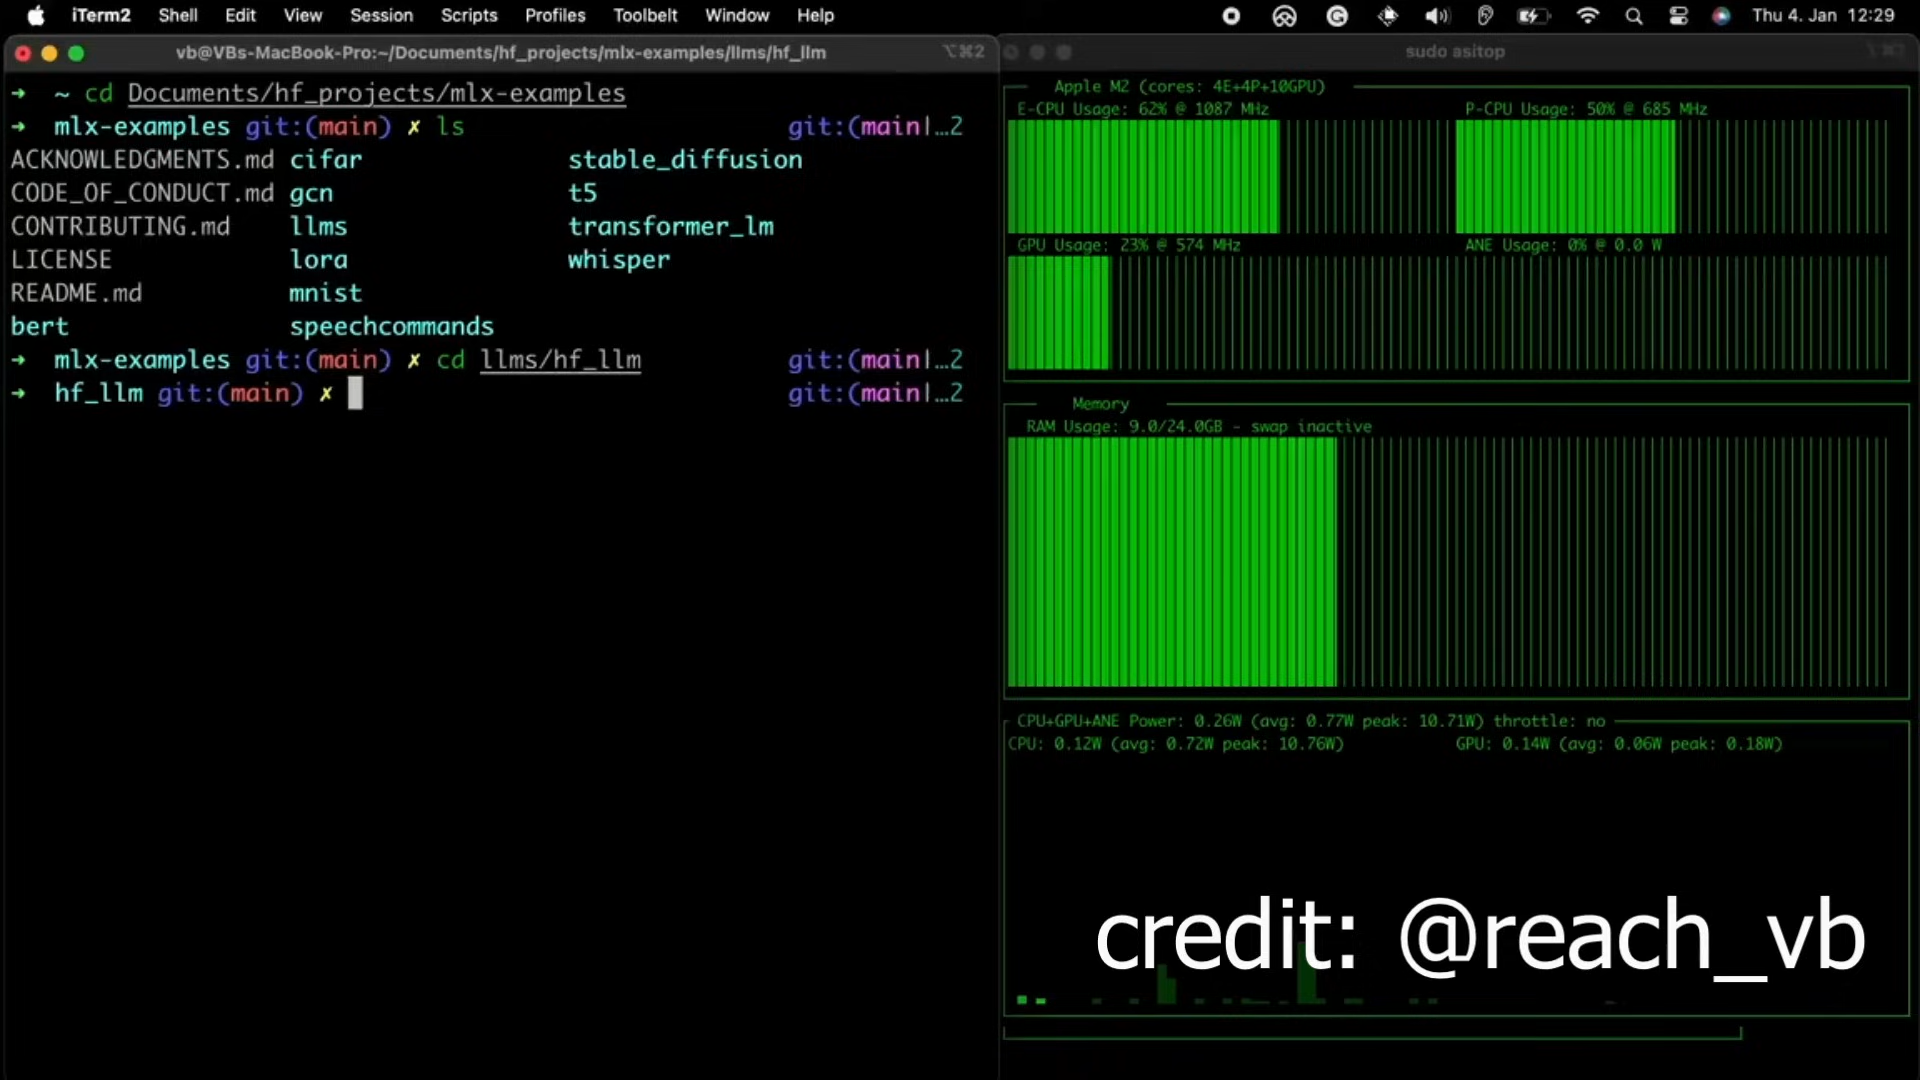 iTerm2 Shell Edit View Session Scripts Profiles Toolbelt Window Help Thu 4. Jan 12:29
vb@VBs-MacBook-Pro:~/Documents/hf_projects/mlx-examples/llms/hf_llm ⌥⌘2
➜ ~ cd Documents/hf_projects/mlx-examples
➜ mlx-examples git:(main) ✗ ls git:(main|…2
ACKNOWLEDGMENTS.md cifar stable_diffusion
CODE_OF_CONDUCT.md gcn t5
CONTRIBUTING.md llms transformer_lm
LICENSE lora whisper
README.md mnist
bert speechcommands
➜ mlx-examples git:(main) ✗ cd llms/hf_llm git:(main|…2
➜ hf_llm git:(main) ✗ git:(main|…2
sudo asitop
Apple M2 (cores: 4E+4P+10GPU)
E-CPU Usage: 62% @ 1087 MHz P-CPU Usage: 50% @ 685 MHz
GPU Usage: 23% @ 574 MHz ANE Usage: 0% @ 0.0 W
Memory
RAM Usage: 9.0/24.0GB - swap inactive
CPU+GPU+ANE Power: 0.26W (avg: 0.77W peak: 10.71W) throttle: no
CPU: 0.12W (avg: 0.72W peak: 10.76W) GPU: 0.14W (avg: 0.06W peak: 0.18W)
credit: @reach_vb